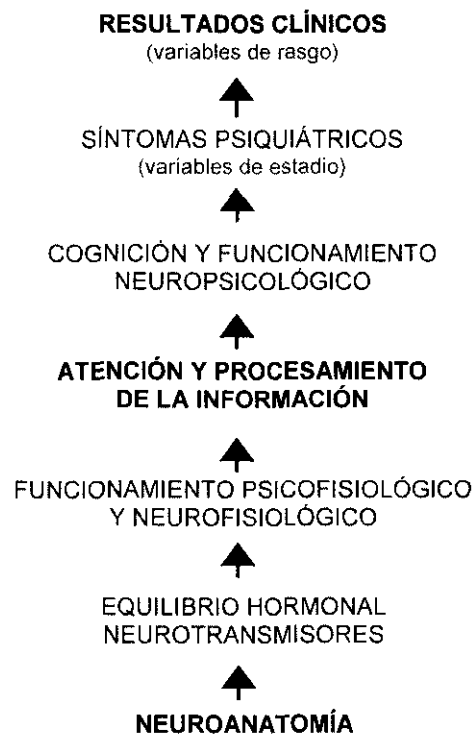 RESULTADOS CLÍNICOS
(variables de rasgo)
SÍNTOMAS PSIQUIÁTRICOS
(variables de estadio)
COGNICIÓN Y FUNCIONAMIENTO
NEUROPSICOLÓGICO
ATENCIÓN Y PROCESAMIENTO
DE LA INFORMACIÓN
FUNCIONAMIENTO PSICOFISIOLÓGICO
Y NEUROFISIOLÓGICO
EQUILIBRIO HORMONAL
NEUROTRANSMISORES
NEUROANATOMÍA